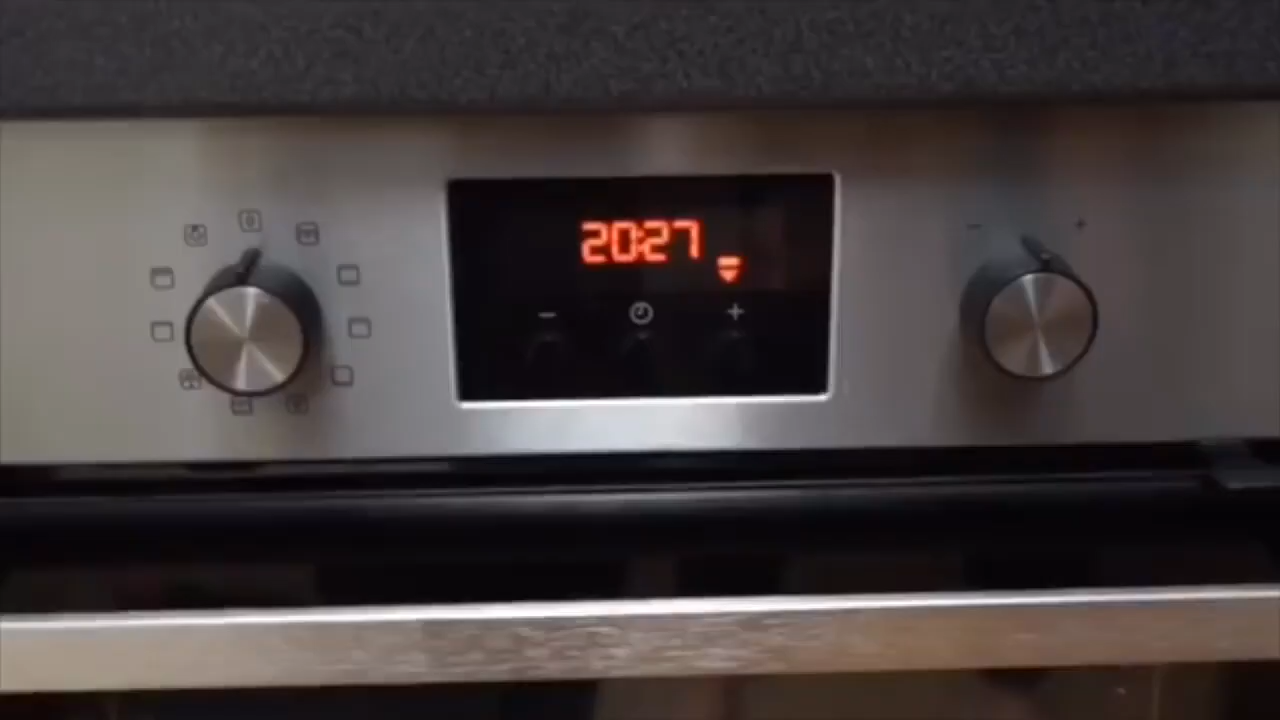 20:27
- +
- +